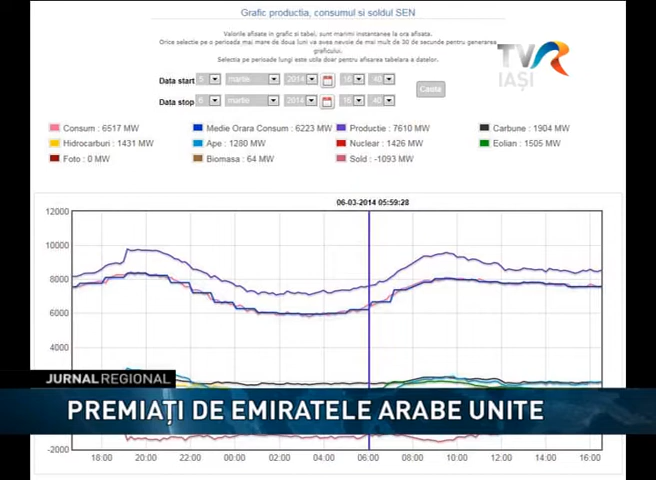 Grafic productia, consumul si soldul SEN
Valorile afisate in grafic si tabel, sunt marimi instantanee la ora afisata.
Orice selectie pe o perioada mai mare de doua luni va avea nevoie de mai mult de 30 de secunde pentru generarea
graficului.
Selectia pe perioade lungi este utila doar pentru afisarea tabelara a datelor.
TVR
IAȘI
Data start 5 martie 2014 16 40
Data stop 6 martie 2014 16 40
Cauta
Consum : 6517 MW Medie Orara Consum : 6223 MW Productie : 7610 MW Carbune : 1904 MW
Hidrocarburi : 1431 MW Ape : 1280 MW Nuclear : 1426 MW Eolian : 1505 MW
Foto : 0 MW Biomasa : 64 MW Sold : -1093 MW
06-03-2014 05:59:28
12000
10000
8000
6000
4000
JURNAL REGIONAL
PREMIAȚI DE EMIRATELE ARABE UNITE
-2000
18:00 20:00 22:00 00:00 02:00 04:00 06:00 08:00 10:00 12:00 14:00 16:00